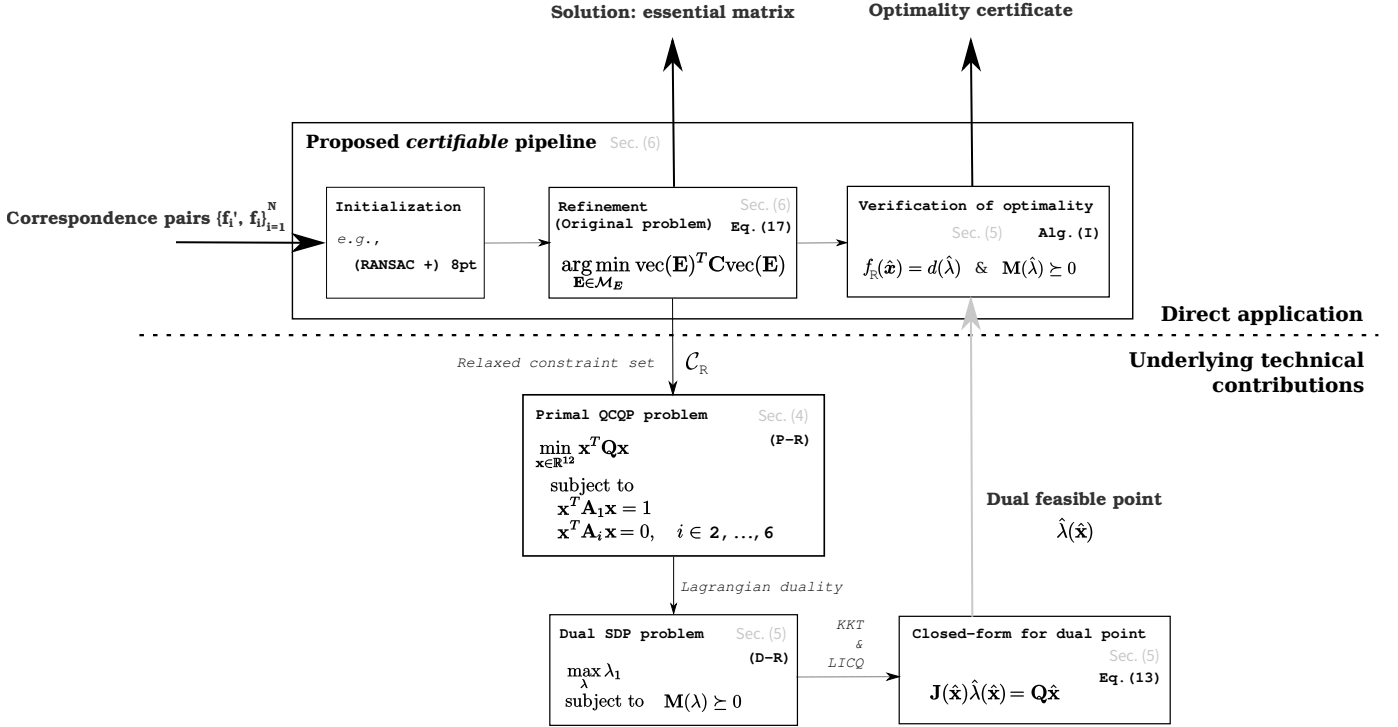 Solution: essential matrix
Optimality certificate
Proposed certifiable pipeline Sec. (6)
Correspondence pairs {f_i', f_i}_{i=1}^N
Initialization
e.g.,
(RANSAC +) 8pt
Refinement
Sec. (6)
(Original problem) Eq.(17)
arg min vec(E)^T Cvec(E)
E∈ℳ_E
Verification of optimality
Sec. (5) Alg.(I)
f_R(x̂) = d(λ̂) & M(λ̂) ⪰ 0
Direct application
Underlying technical
contributions
Relaxed constraint set 𝒞_R
Primal QCQP problem Sec. (4)
(P-R)
min x^T Qx
x∈ℝ^12
subject to
x^T A_1 x = 1
x^T A_i x = 0, i ∈ 2, ...,6
Dual feasible point
λ̂(x̂)
Lagrangian duality
Dual SDP problem Sec. (5)
(D-R)
max λ_1
λ
subject to M(λ) ⪰ 0
KKT
&
LICQ
Closed-form for dual point
Sec. (5)
Eq.(13)
J(x̂)λ̂(x̂) = Qx̂